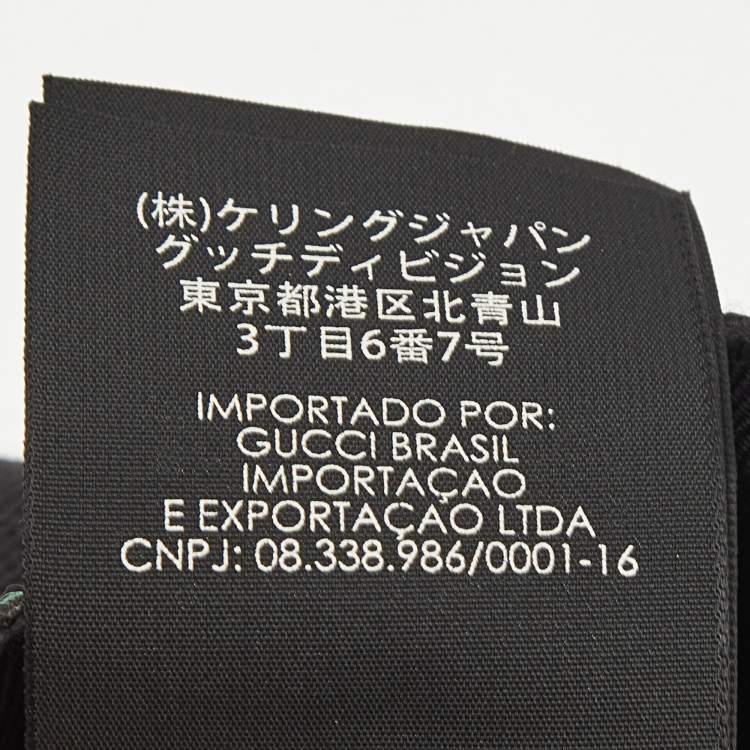 (株)ケリングジャパン
グッチディビジョン
東京都港区北青山
3丁目6番7号
IMPORTADO POR:
GUCCI BRASIL
IMPORTAÇAO
E EXPORTAÇAO LTDA
CNPJ: 08.338.986/0001-16